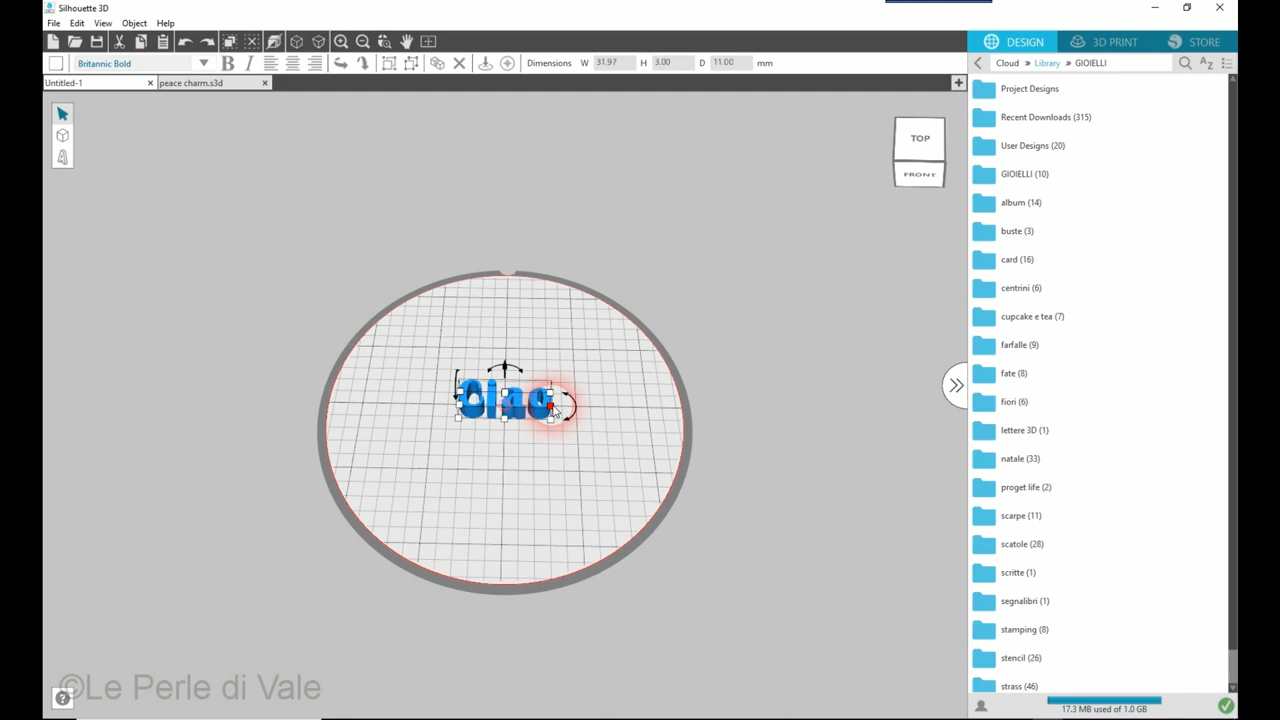 Silhouette 3D
File Edit View Object Help
DESIGN 3D PRINT STORE
Britannic Bold B I A Dimensions W 31.97 H 3.00 mm
Cloud » Library » GIOIELLI
Untitled-1 peace charm.s3d
Project Designs
Recent Downloads (315)
User Designs (20)
GIOIELLI (10)
album (14)
buste (3)
card (16)
centrini (6)
cupcake e tea (7)
farfalle (9)
fate (8)
fiori (6)
lettere 3D (1)
natale (33)
proget life (2)
scarpe (11)
scatole (28)
scritte (1)
segnalibri (1)
stamping (8)
stencil (26)
strass (46)
TOP
FRONT
Ciao
©Le Perle di Vale
17.3 MB used of 1.0 GB